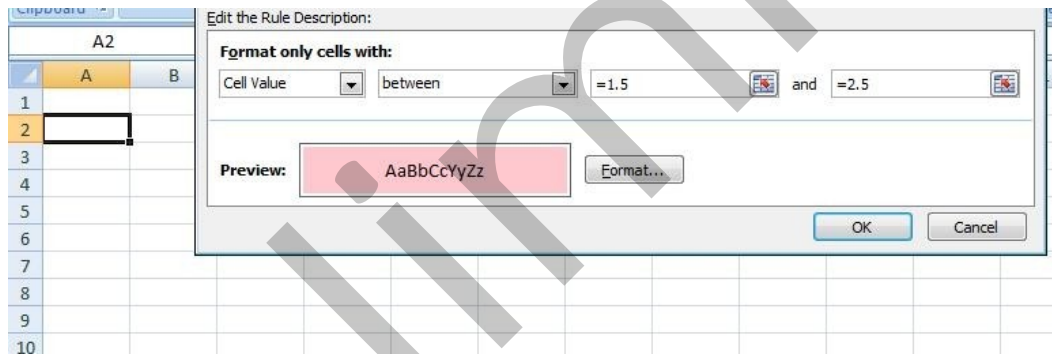 Clipboard
Edit the Rule Description:
A2
Format only cells with:
A B
Cell Value between =1.5 and =2.5
1
2
3
Preview: AaBbCcYyZz Format...
4
5
OK Cancel
6
7
8
9
10